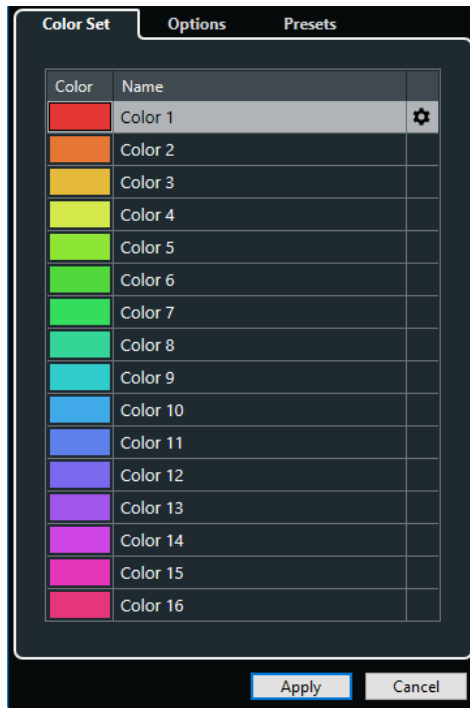 Color Set Options Presets
Color Name
Color 1
Color 2
Color 3
Color 4
Color 5
Color 6
Color 7
Color 8
Color 9
Color 10
Color 11
Color 12
Color 13
Color 14
Color 15
Color 16
Apply Cancel